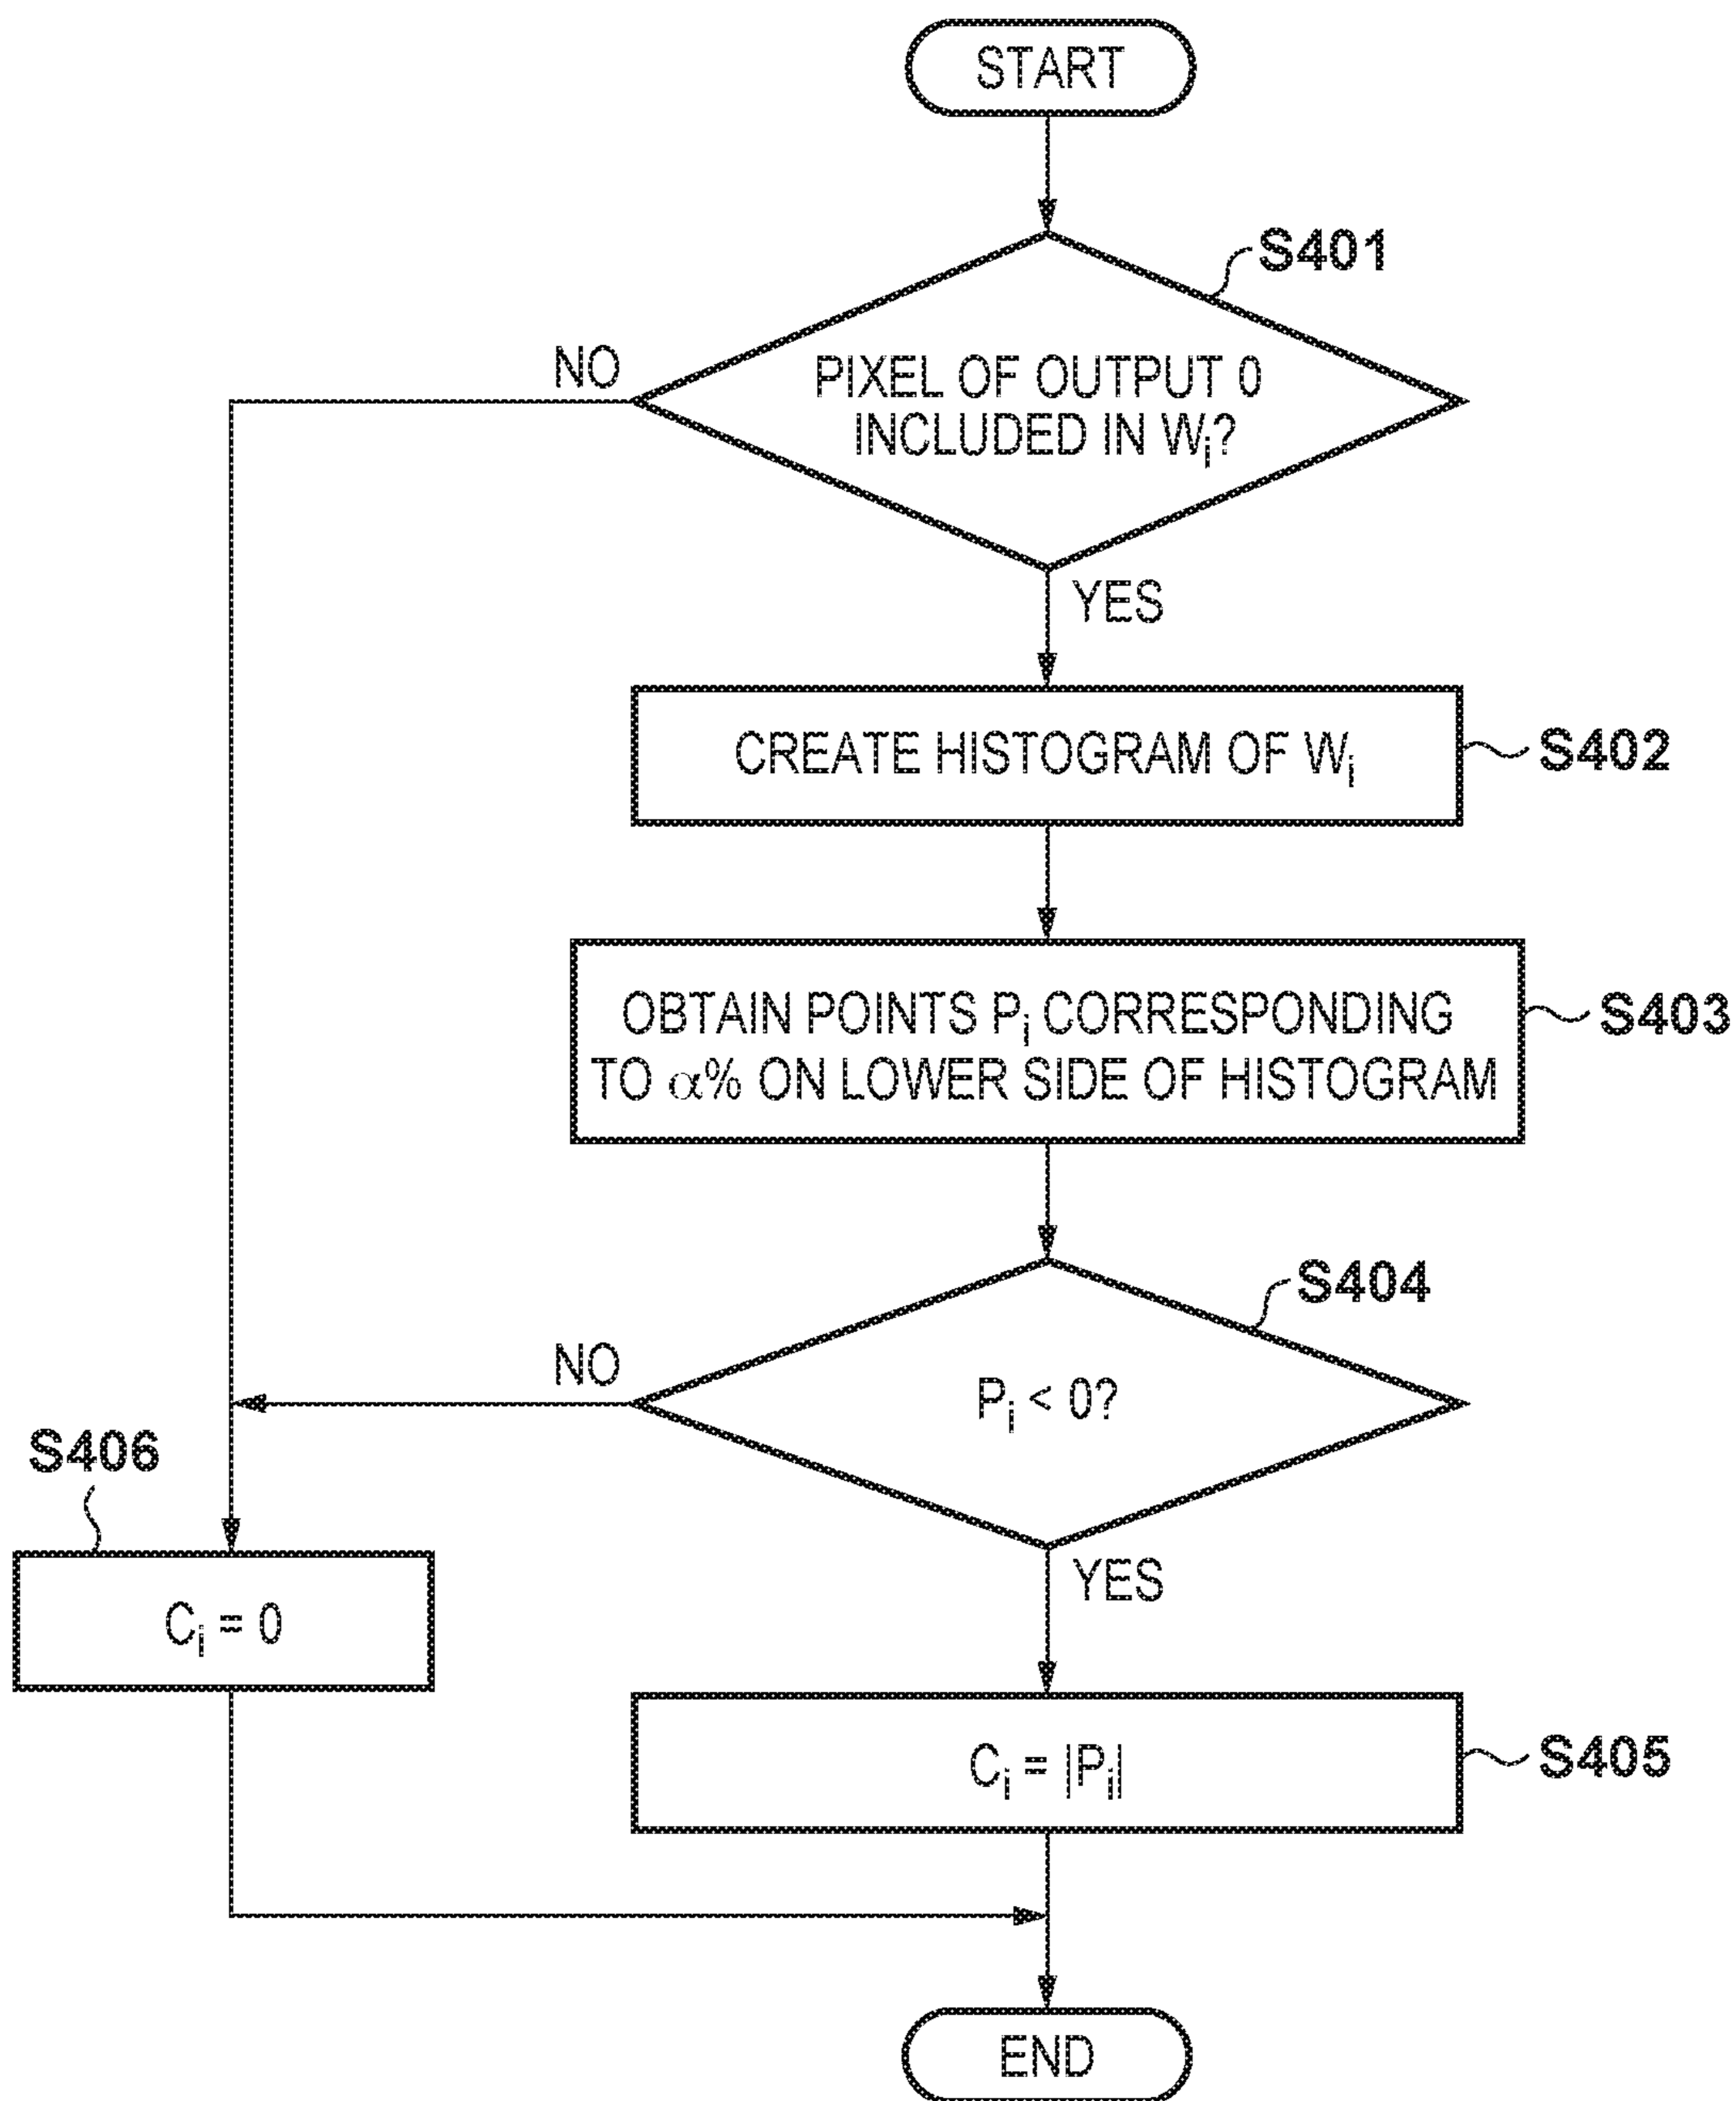 START
S401
NO
PIXEL OF OUTPUT 0
INCLUDED IN Wi?
YES
CREATE HISTOGRAM OF Wi
S402
OBTAIN POINTS Pi CORRESPONDING
TO α% ON LOWER SIDE OF HISTOGRAM
S403
S404
NO
Pi < 0?
S406
YES
Ci = 0
Ci = |Pi|
S405
END